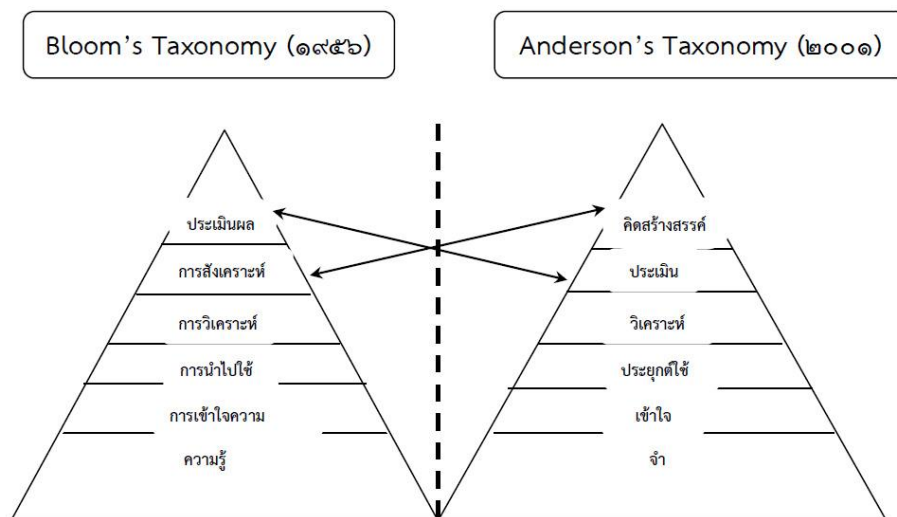 Bloom's Taxonomy (๑๙๕๖)
Anderson's Taxonomy (๒๐๐๑)
ประเมินผล
การสังเคราะห์
การวิเคราะห์
การนำไปใช้
การเข้าใจความ
ความรู้
คิดสร้างสรรค์
ประเมิน
วิเคราะห์
ประยุกต์ใช้
เข้าใจ
จำ